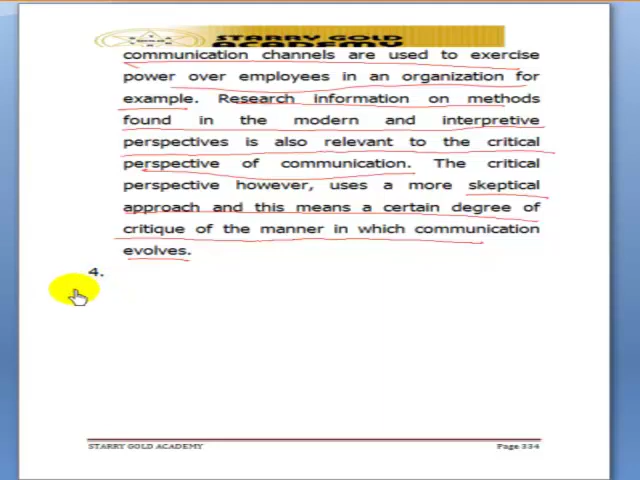 STARRY GOLD
ACADEMY
communication channels are used to exercise
power over employees in an organization for
example. Research information on methods
found in the modern and interpretive
perspectives is also relevant to the critical
perspective of communication. The critical
perspective however, uses a more skeptical
approach and this means a certain degree of
critique of the manner in which communication
evolves.
4.
STARRY GOLD ACADEMY Page 334